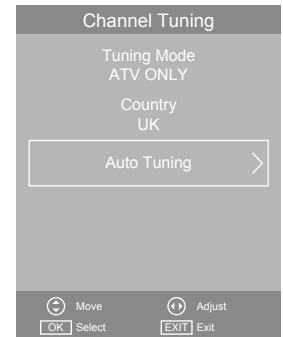 Channel Tuning
Tuning Mode
ATV ONLY
Country
UK
Auto Tuning
Move Adjust
OK Select EXIT Exit